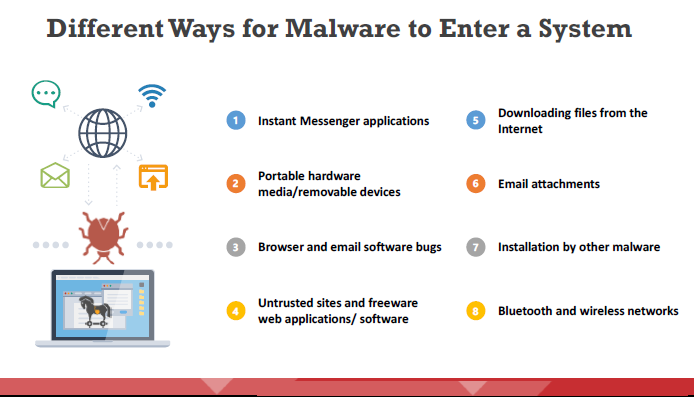 Different Ways for Malware to Enter a System
1 Instant Messenger applications
2 Portable hardware
media/removable devices
3 Browser and email software bugs
4 Untrusted sites and freeware
web applications/ software
5 Downloading files from the
Internet
6 Email attachments
7 Installation by other malware
8 Bluetooth and wireless networks